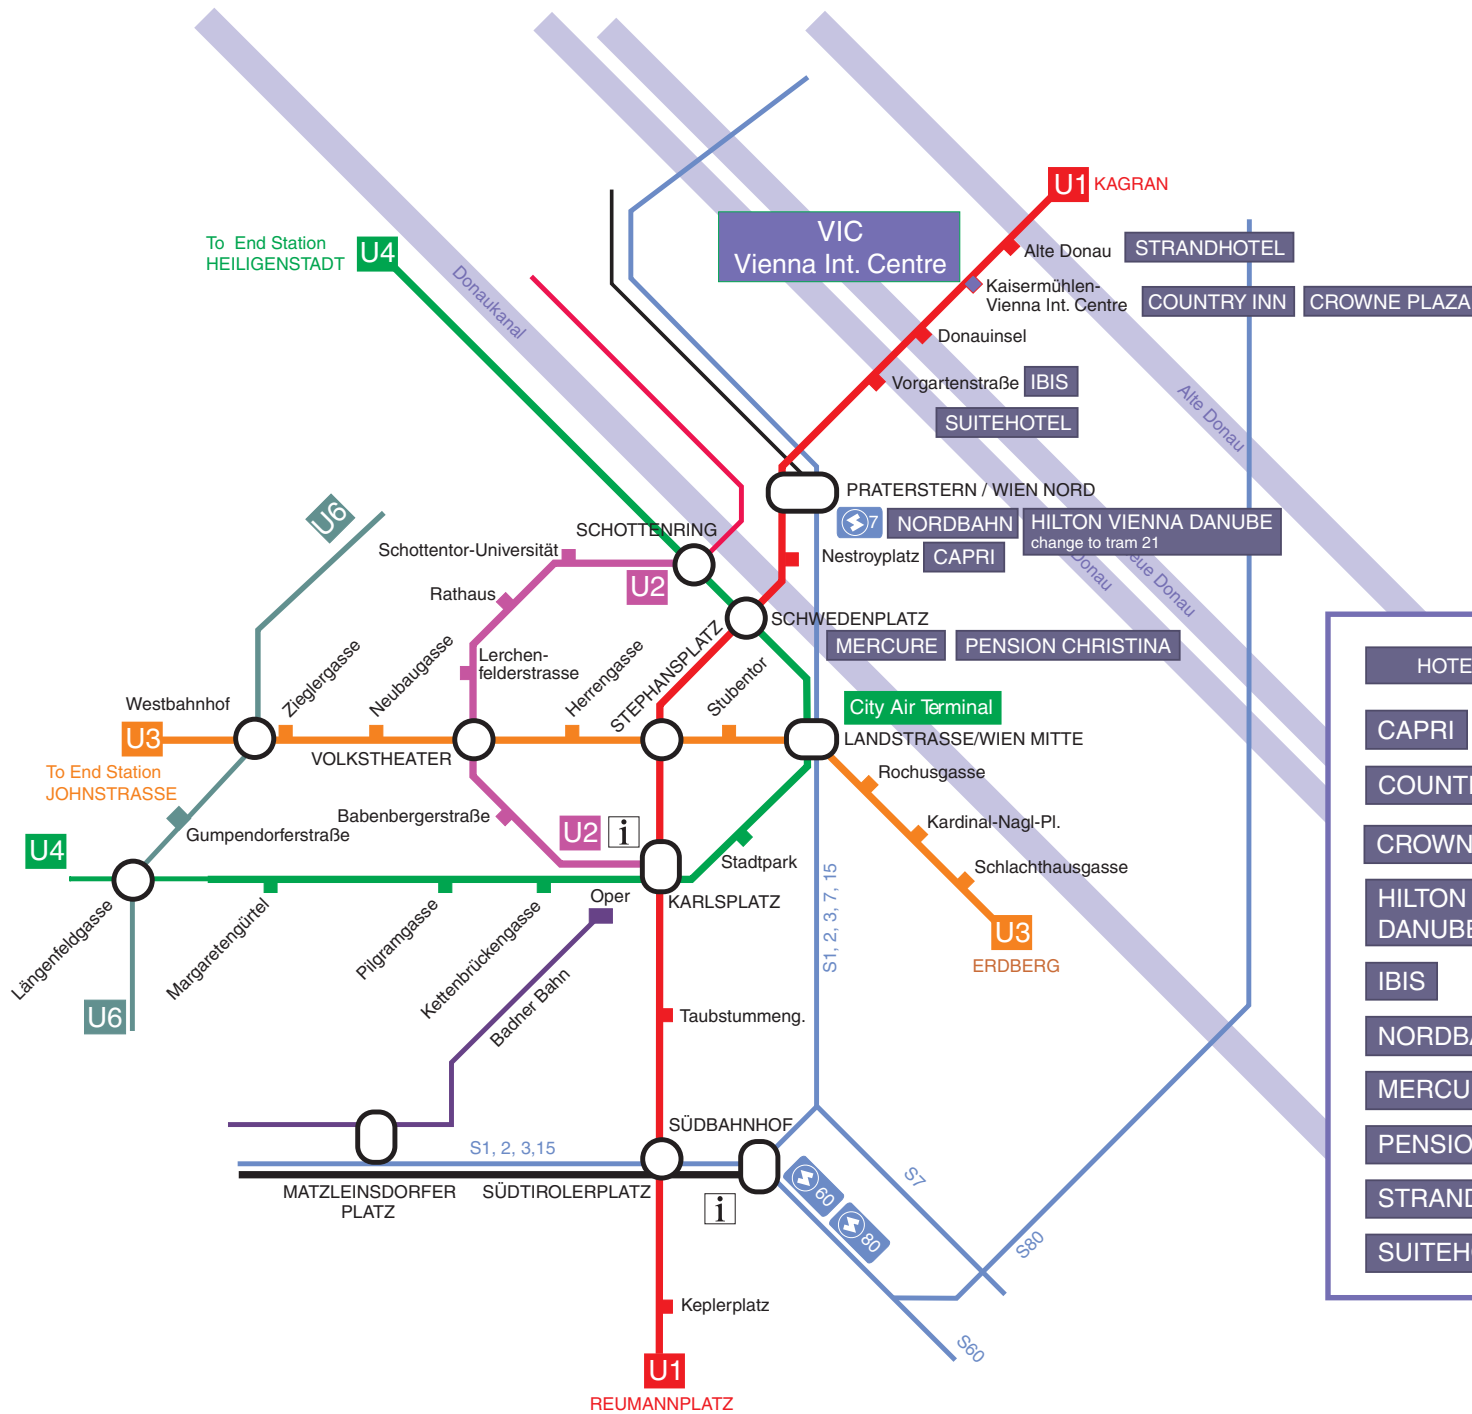 U1 KAGRAN
VIC
Vienna Int. Centre
To End Station
HEILIGENSTADT
U4
Donaukanal
Alte Donau
STRANDHOTEL
Kaisermühlen-
Vienna Int. Centre
COUNTRY INN
CROWNE PLAZA
Donauinsel
Vorgartenstraße
IBIS
SUITEHOTEL
Alte Donau
PRATERSTERN / WIEN NORD
7
NORDBAHN
HILTON VIENNA DANUBE
change to tram 21
Nestroyplatz
CAPRI
Donau
eue Donau
U6
SCHOTTENRING
Schottentor-Universität
U2
Rathaus
SCHWEDENPLATZ
MERCURE
PENSION CHRISTINA
Lerchen-
felderstrasse
Zieglergasse
Neubaugasse
Herrengasse
STEPHANSPLATZ
Stubentor
Westbahnhof
U3
To End Station
JOHNSTRASSE
VOLKSTHEATER
City Air Terminal
LANDSTRASSE/WIEN MITTE
Rochusgasse
Kardinal-Nagl-Pl.
Schlachthausgasse
U3
ERDBERG
Gumpendorferstraße
Babenbergerstraße
U2
i
Stadtpark
U4
KARLSPLATZ
Oper
Längenfeldgasse
Margaretengürtel
Pilgramgasse
Kettenbrückengasse
Badner Bahn
U6
S1, 2, 3, 7, 15
Taubstummeng.
SÜDBAHNHOF
S1, 2, 3,15
MATZLEINSDORFER
PLATZ
SÜDTIROLERPLATZ
i
60
80
S7
S80
S60
Keplerplatz
U1
REUMANNPLATZ
HOTE
CAPRI
COUNT
CROWN
HILTON
DANUBE
IBIS
NORDBA
MERCU
PENSIO
STRAND
SUITEH